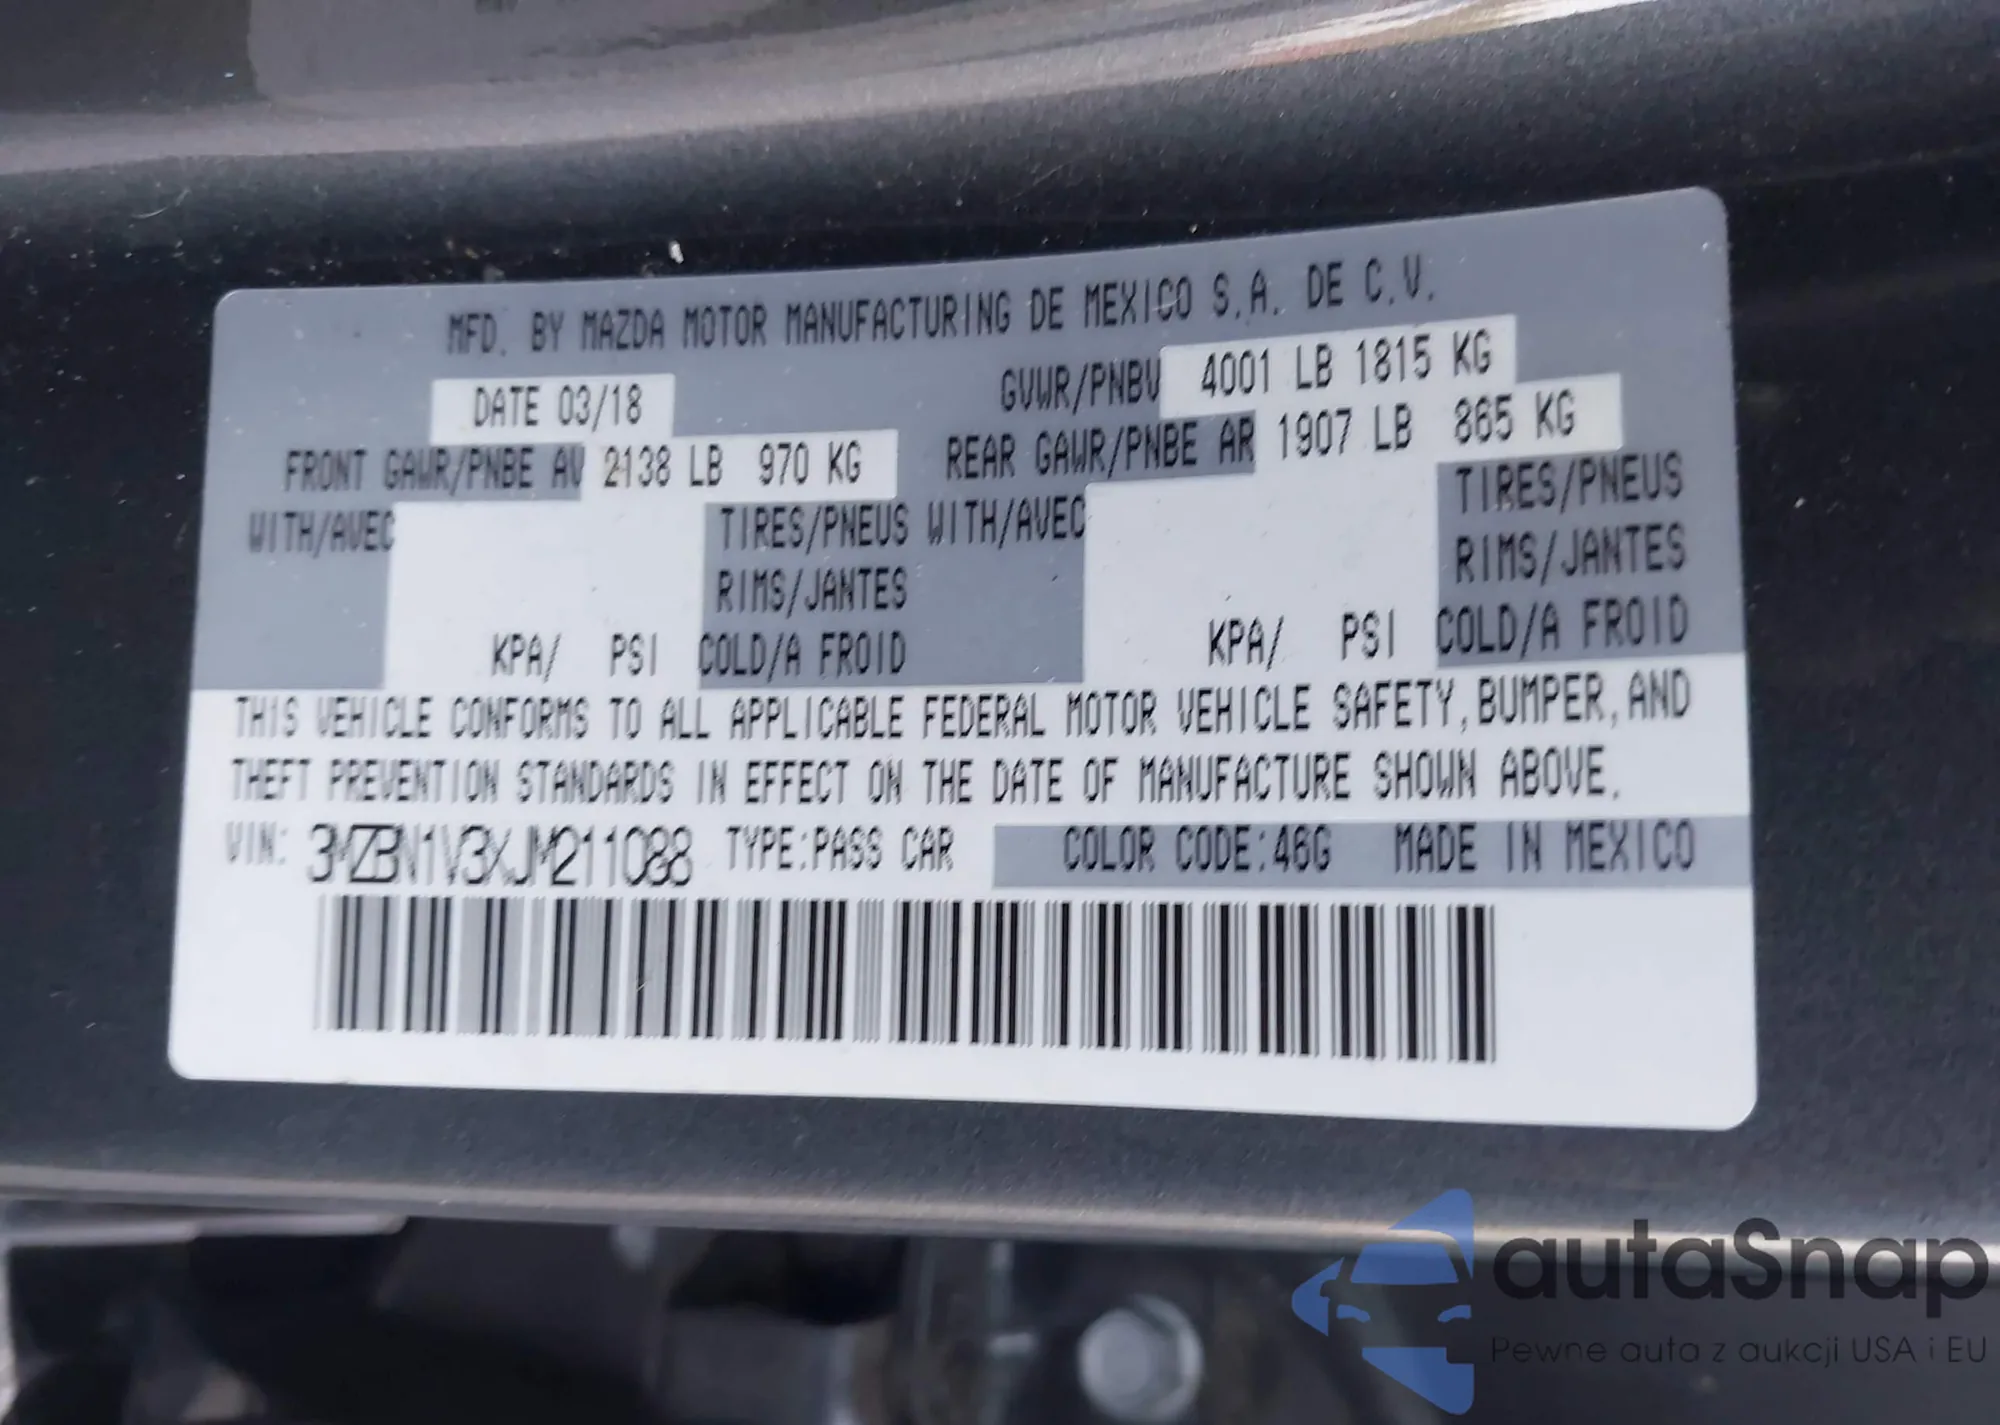 MFD. BY MAZDA MOTOR MANUFACTURING DE MEXICO S.A. DE C.V.
DATE 03/18 GVWR/PNBV 4001 LB 1815 KG
FRONT GAWR/PNBE AV 2138 LB 970 KG REAR GAWR/PNBE AR 1907 LB 865 KG
WITH/AVEC TIRES/PNEUS WITH/AVEC TIRES/PNEUS
RIMS/JANTES RIMS/JANTES
KPA/ PSI COLD/A FROID KPA/ PSI COLD/A FROID
THIS VEHICLE CONFORMS TO ALL APPLICABLE FEDERAL MOTOR VEHICLE SAFETY, BUMPER, AND
THEFT PREVENTION STANDARDS IN EFFECT ON THE DATE OF MANUFACTURE SHOWN ABOVE.
VIN: 3MZBN1V3XJM211088 TYPE:PASS CAR COLOR CODE:46G MADE IN MEXICO
autaSnap
Pewne auta z aukcji USA i EU